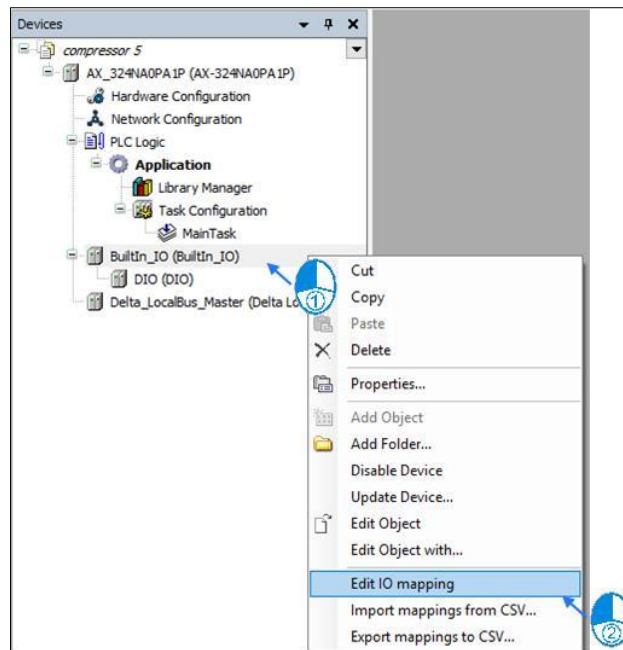 Devices
compressor 5
AX_324NA0PA1P (AX-324NA0PA1P)
Hardware Configuration
Network Configuration
PLC Logic
Application
Library Manager
Task Configuration
MainTask
BuiltIn_IO (BuiltIn_IO)
DIO (DIO)
Delta_LocalBus_Master (Delta Lo
①
Cut
Copy
Paste
Delete
Properties...
Add Object
Add Folder...
Disable Device
Update Device...
Edit Object
Edit Object with...
Edit IO mapping
Import mappings from CSV...
Export mappings to CSV...
②